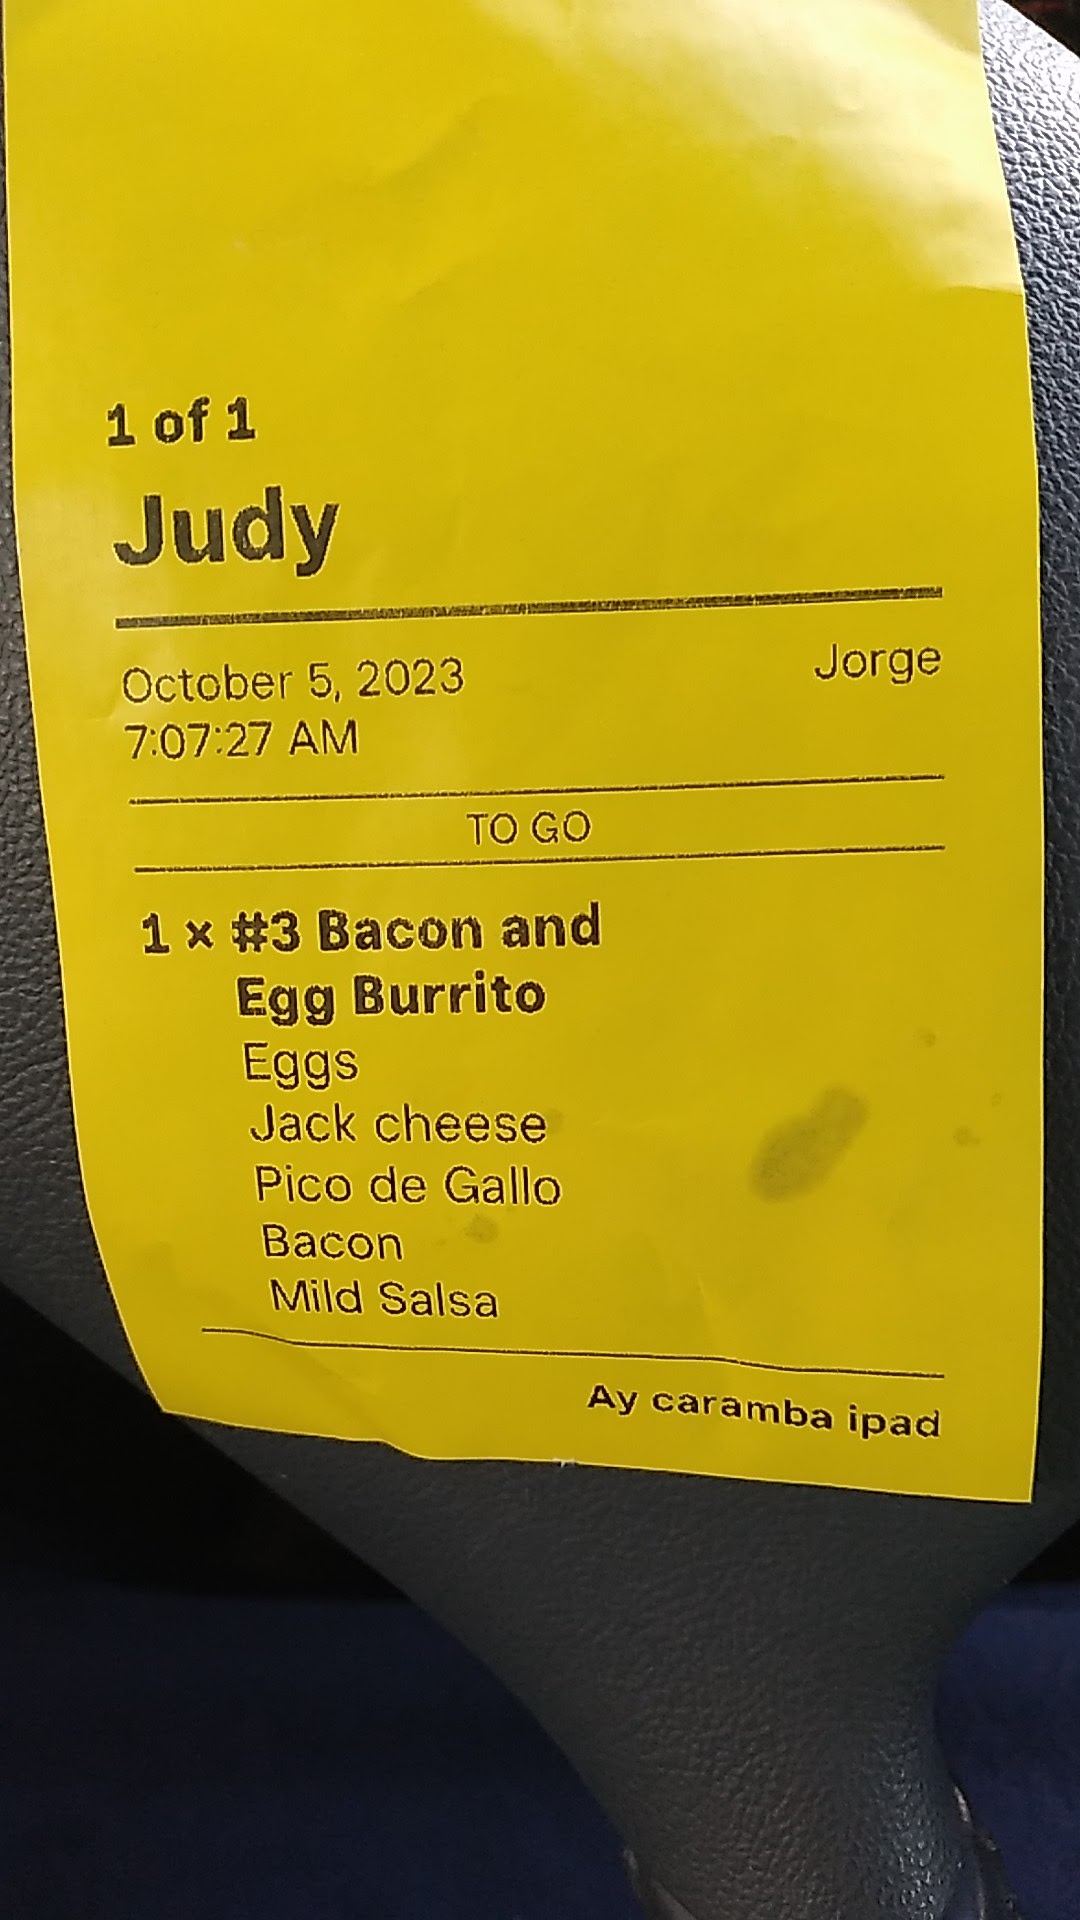 1 of 1
Judy
October 5, 2023 Jorge
7:07:27 AM
TO GO
1 × #3 Bacon and
Egg Burrito
Eggs
Jack cheese
Pico de Gallo
Bacon
Mild Salsa
Ay caramba ipad